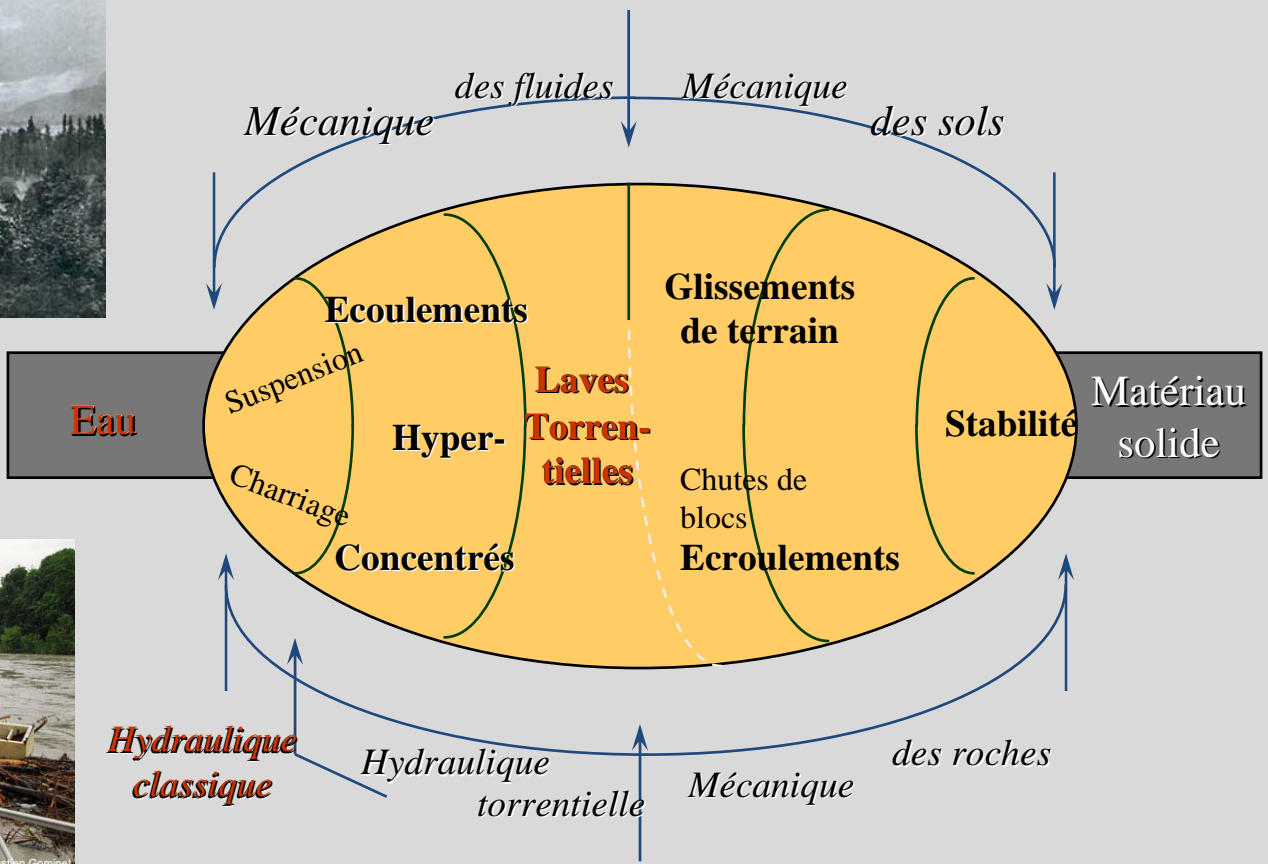 des fluides
Mécanique
Mécanique
des sols
Ecoulements
Glissements
de terrain
Suspension
Laves
Torren-
tielles
Eau
Hyper-
Stabilité
Matériau
solide
Charriage
Chutes de
blocs
Concentrés
Ecroulements
Hydraulique
classique
Hydraulique
torrentielle
Mécanique
des roches